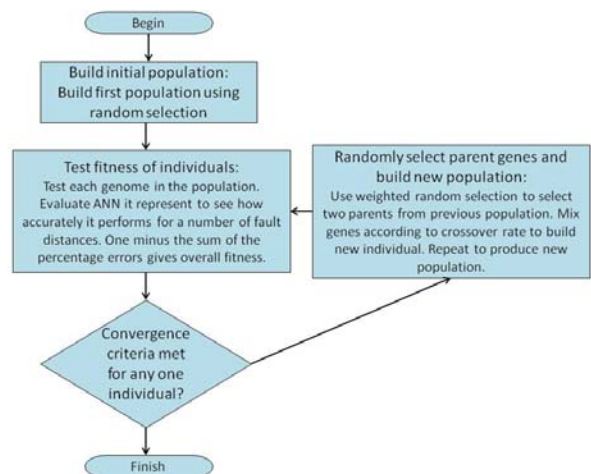 Begin
Build initial population:
Build first population using
random selection
Test fitness of individuals:
Test each genome in the population.
Evaluate ANN it represent to see how
accurately it performs for a number of fault
distances. One minus the sum of the
percentage errors gives overall fitness.
Randomly select parent genes and
build new population:
Use weighted random selection to select
two parents from previous population. Mix
genes according to crossover rate to build
new individual. Repeat to produce new
population.
Convergence
criteria met
for any one
individual?
Finish